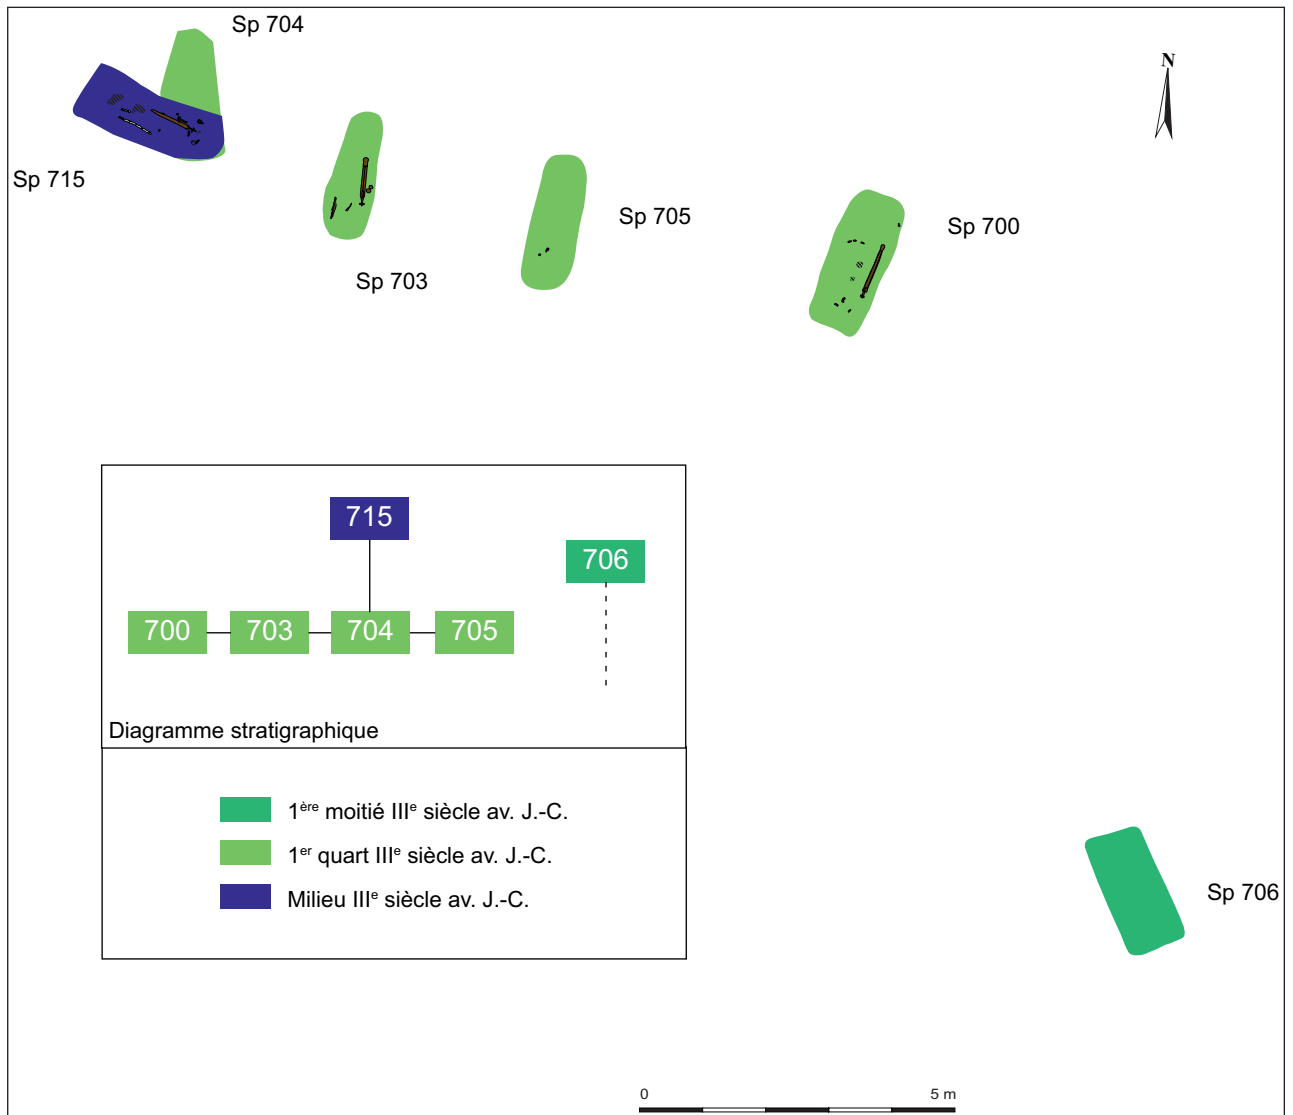 Sp 704
N
Sp 715
Sp 703
Sp 705
Sp 700
715
706
700 703 704 705
Diagramme stratigraphique
1ère moitié IIIe siècle av. J.-C.
1er quart IIIe siècle av. J.-C.
Milieu IIIe siècle av. J.-C.
Sp 706
0 5 m